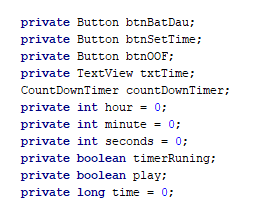 private Button btnBatDau;
private Button btnSetTime;
private Button btnOOF;
private TextView txtTime;
CountDownTimer countDownTimer;
private int hour = 0;
private int minute = 0;
private int seconds = 0;
private boolean timerRuning;
private boolean play;
private long time = 0;